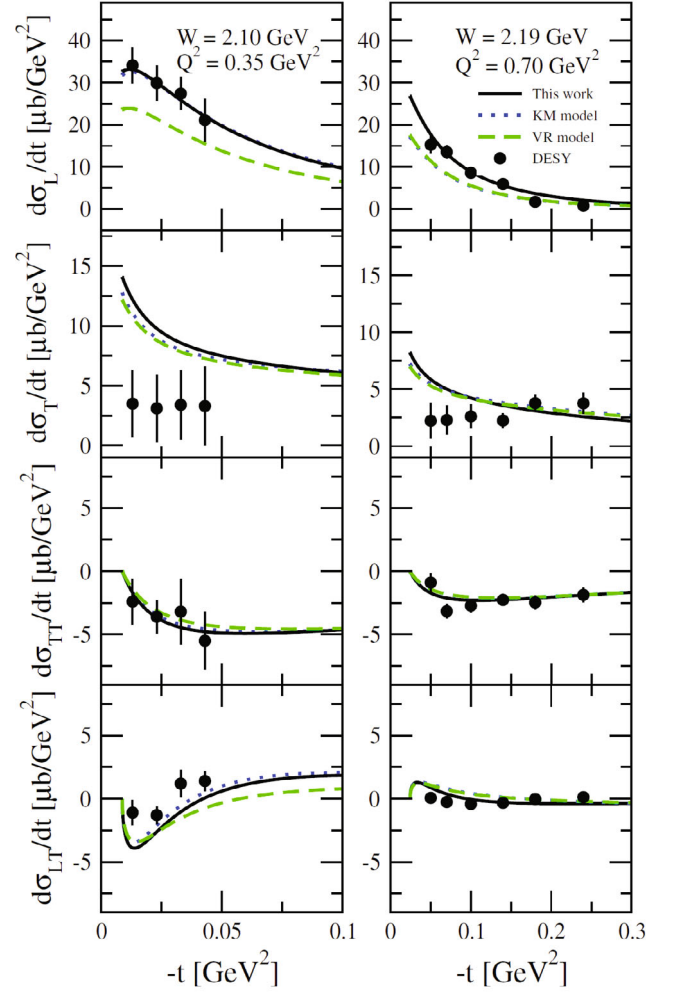 W = 2.10 GeV
Q² = 0.35 GeV²
W = 2.19 GeV
Q² = 0.70 GeV²
This work
KM model
VR model
DESY
dσ_L/dt [μb/GeV²]
40
30
20
10
0
40
30
20
10
0
dσ_T/dt [μb/GeV²]
15
10
5
0
15
10
5
0
dσ_TT/dt [μb/GeV²]
5
0
-5
5
0
-5
dσ_LT/dt [μb/GeV²]
5
0
-5
5
0
-5
0 0.05 0.1
0 0.1 0.2 0.3
-t [GeV²]
-t [GeV²]